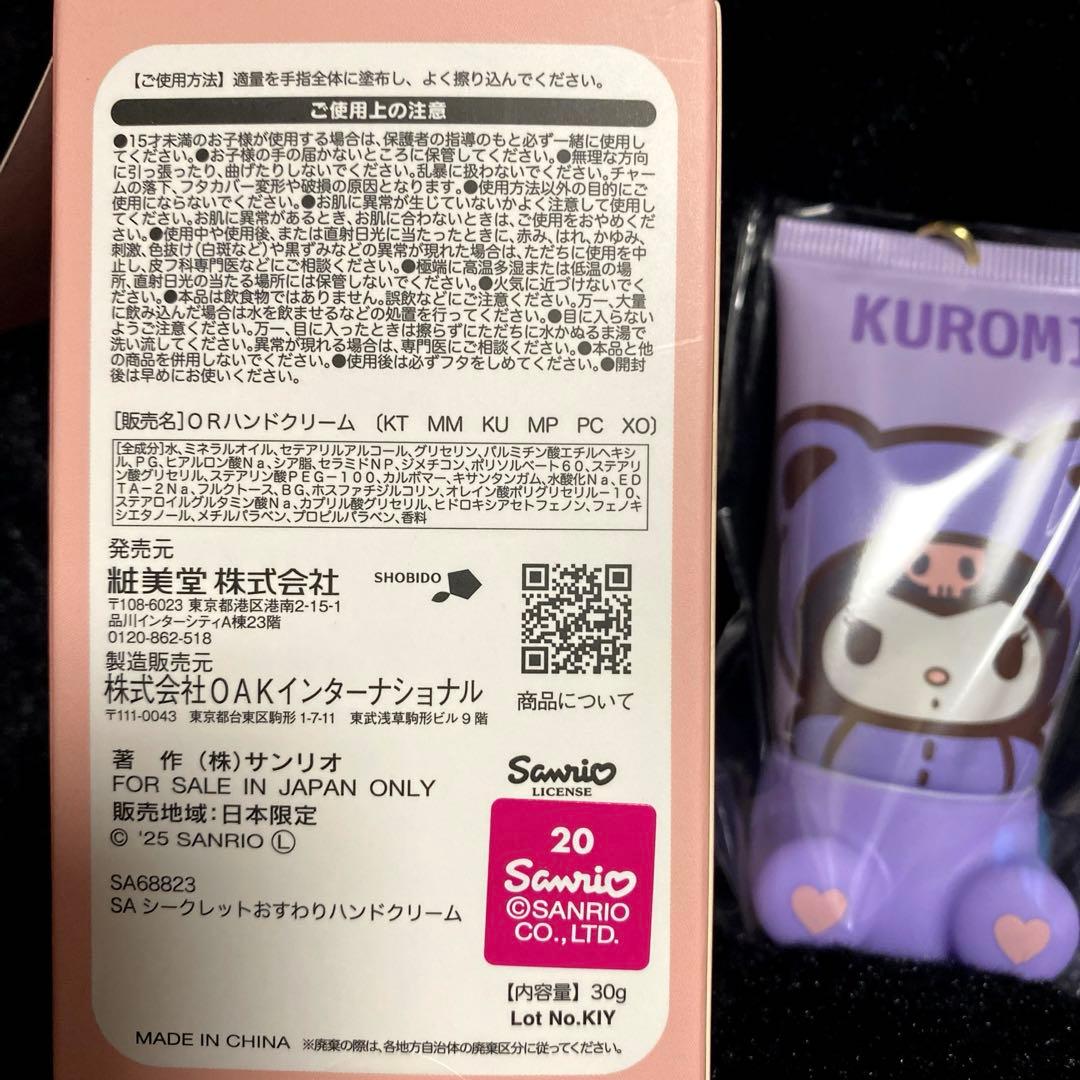 【ご使用方法】適量を手指全体に塗布し、よく擦り込んでください。
ご使用上の注意
●15才未満のお子様が使用する場合は、保護者の指導のもと必ず一緒に使用し
てください。●お子様の手の届かないところに保管してください。●無理な方向
に引っ張ったり、曲げたりしないでください。乱暴に扱わないでください。チャー
ムの落下、フタカバー変形や破損の原因となります。●使用方法以外の目的にご
使用にならないでください。●お肌に異常が生じていないかよく注意して使用し
てください。お肌に異常があるとき、お肌に合わないときは、ご使用をおやめくだ
さい。●使用中や使用後、または直射日光に当たったときに、赤み、はれ、かゆみ、
刺激、色抜け(白斑など)や黒ずみなどの異常が現れた場合は、ただちに使用を中
止し、皮フ科専門医などにご相談ください。●極端に高温多湿または低温の場
所、直射日光の当たる場所には保管しないでください。●火気に近づけないでく
ださい。●本品は飲食物ではありません。誤飲などにご注意ください。万一、大量
に飲み込んだ場合は水を飲ませるなどの処置を行ってください。●目に入らない
ようご注意ください。万一、目に入ったときは擦らずにただちに水かぬるま湯で
洗い流してください。異常が現れる場合は、専門医にご相談ください。●本品と他
の商品を併用しないでください。●使用後は必ずフタをしめてください。●開封
後は早めにお使いください。
[販売名]ORハンドクリーム 〔KT MM KU MP PC XO〕
[全成分]水、ミネラルオイル、セテアリルアルコール、グリセリン、パルミチン酸エチルヘキシ
ル、PG、ヒアルロン酸Na、シア脂、セラミドNP、ジメチコン、ポリソルベート60、ステアリ
ン酸グリセリル、ステアリン酸PEG-100、カルボマー、キサンタンガム、水酸化Na、ED
TA-2Na、フルクトース、BG、ホスファチジルコリン、オレイン酸ポリグリセリル-10、
ステアロイルグルタミン酸Na、カプリル酸グリセリル、ヒドロキシアセトフェノン、フェノキ
シエタノール、メチルパラベン、プロピルパラベン、香料
発売元
粧美堂 株式会社
SHOBIDO
〒108-6023 東京都港区港南2-15-1
品川インターシティA棟23階
0120-862-518
製造販売元
株式会社OAKインターナショナル
〒111-0043 東京都台東区駒形1-7-11 東武浅草駒形ビル9階
商品について
著 作 (株)サンリオ
FOR SALE IN JAPAN ONLY
販売地域:日本限定
© '25 SANRIO Ⓛ
Sanrio
LICENSE
20
Sanrio
©SANRIO
CO.,LTD.
SA68823
SA シークレットおすわりハンドクリーム
【内容量】30g
Lot No.KIY
MADE IN CHINA ※廃棄の際は、各地方自治体の廃棄区分に従ってください。
KUROMI